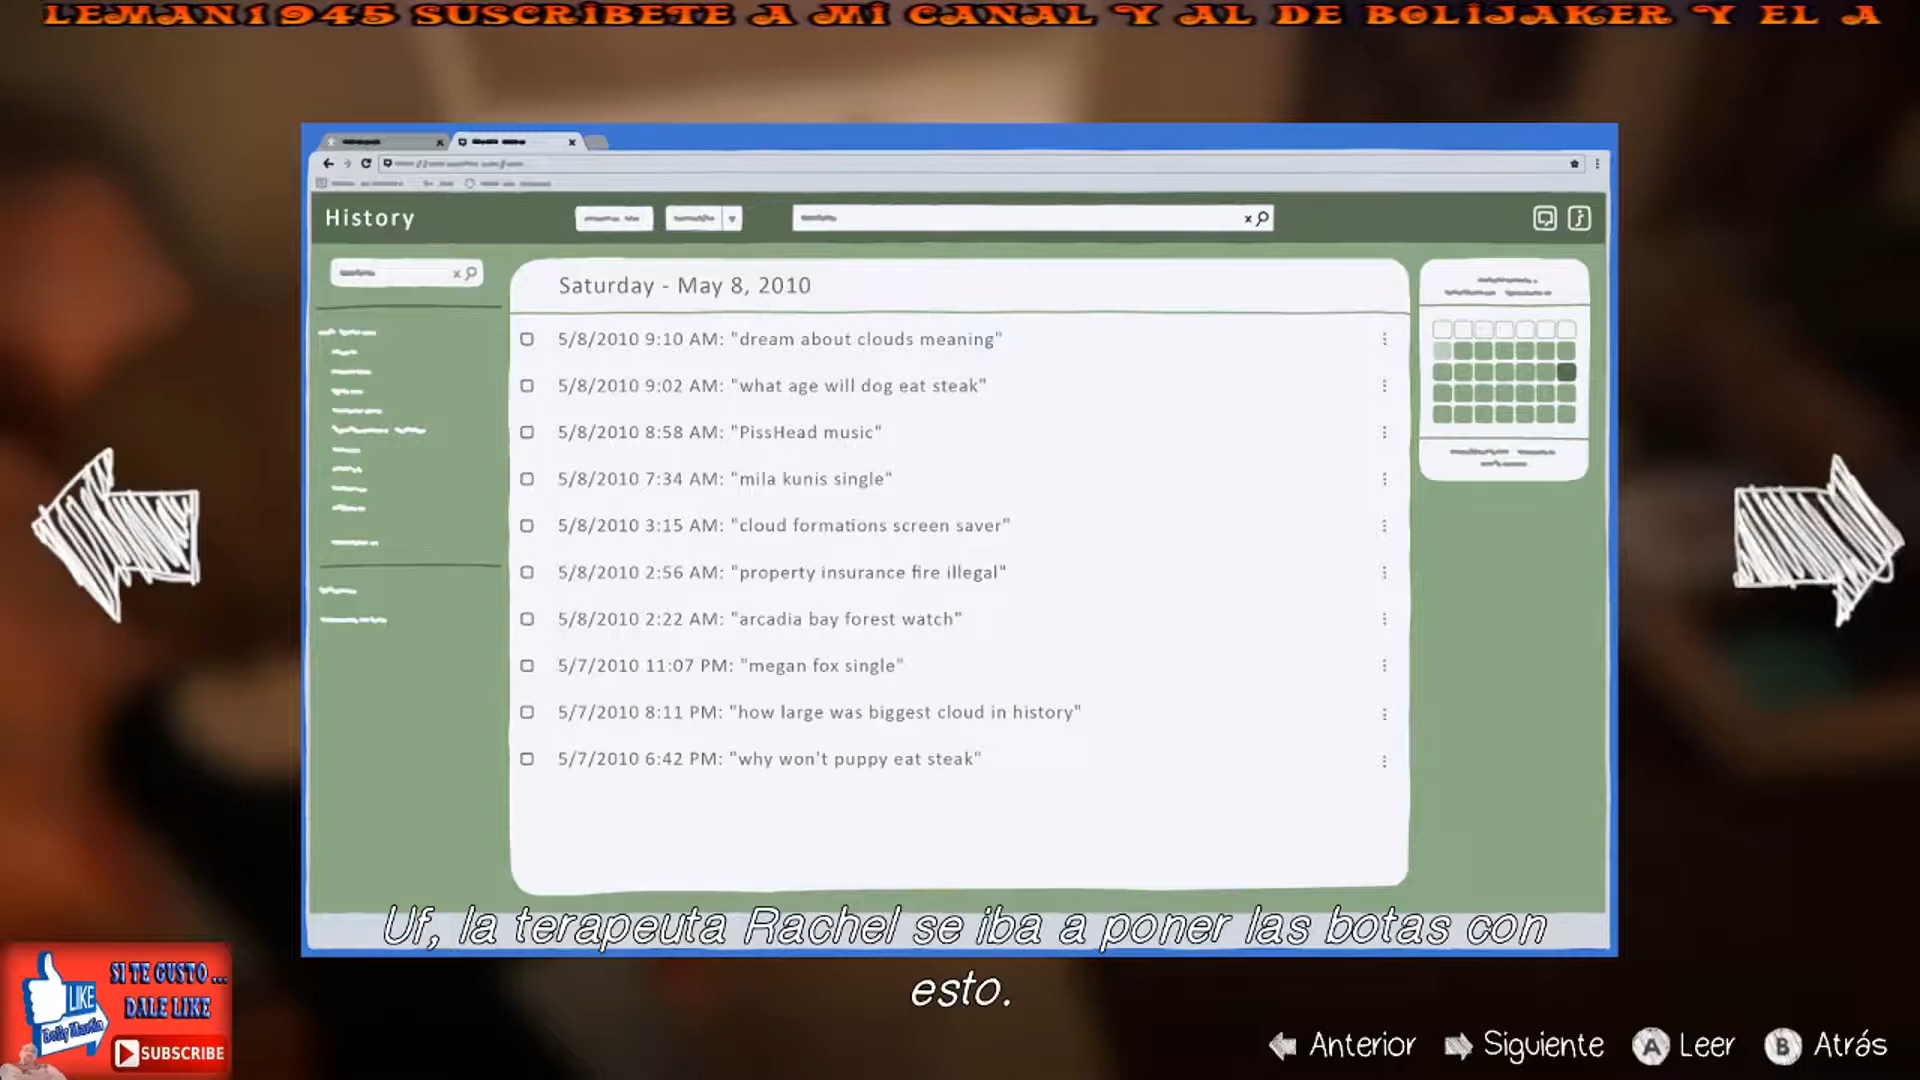 LEMAN1945 SUSCRÍBETE A MI CANAL Y AL DE BOLIJAKER Y EL A
History
Saturday - May 8, 2010
5/8/2010 9:10 AM: "dream about clouds meaning"
5/8/2010 9:02 AM: "what age will dog eat steak"
5/8/2010 8:58 AM: "PissHead music"
5/8/2010 7:34 AM: "mila kunis single"
5/8/2010 3:15 AM: "cloud formations screen saver"
5/8/2010 2:56 AM: "property insurance fire illegal"
5/8/2010 2:22 AM: "arcadia bay forest watch"
5/7/2010 11:07 PM: "megan fox single"
5/7/2010 8:11 PM: "how large was biggest cloud in history"
5/7/2010 6:42 PM: "why won't puppy eat steak"
Uf, la terapeuta Rachel se iba a poner las botas con
esto.
SI TE GUSTO ...
DALE LIKE
LIKE
Bolij Martin
SUBSCRIBE
Anterior Siguiente A Leer B Atrás